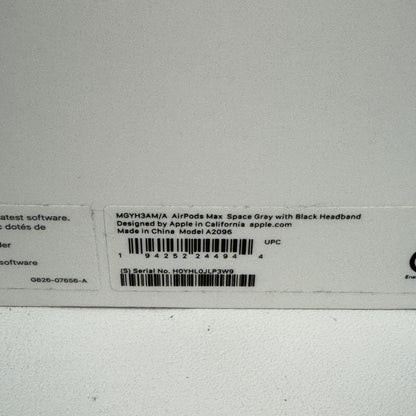 atest software.
c dotés de
der
software
G826-07656-A
MGYH3AM/A AirPods Max Space Gray with Black Headband
Designed by Apple in California apple.com
Made in China Model A2096
UPC
1 94252 24494 4
(S) Serial No. H0YHL0JLP3W9
Ene